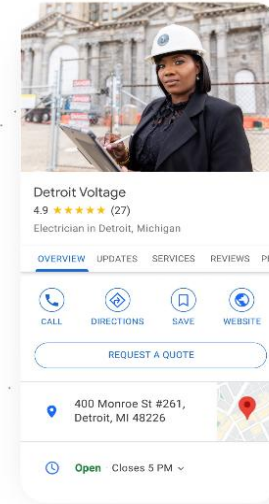 Detroit Voltage
4.9 ★★★★★ (27)
Electrician in Detroit, Michigan
OVERVIEW UPDATES SERVICES REVIEWS
CALL DIRECTIONS SAVE WEBSITE
REQUEST A QUOTE
400 Monroe St #261,
Detroit, MI 48226
Open · Closes 5 PM